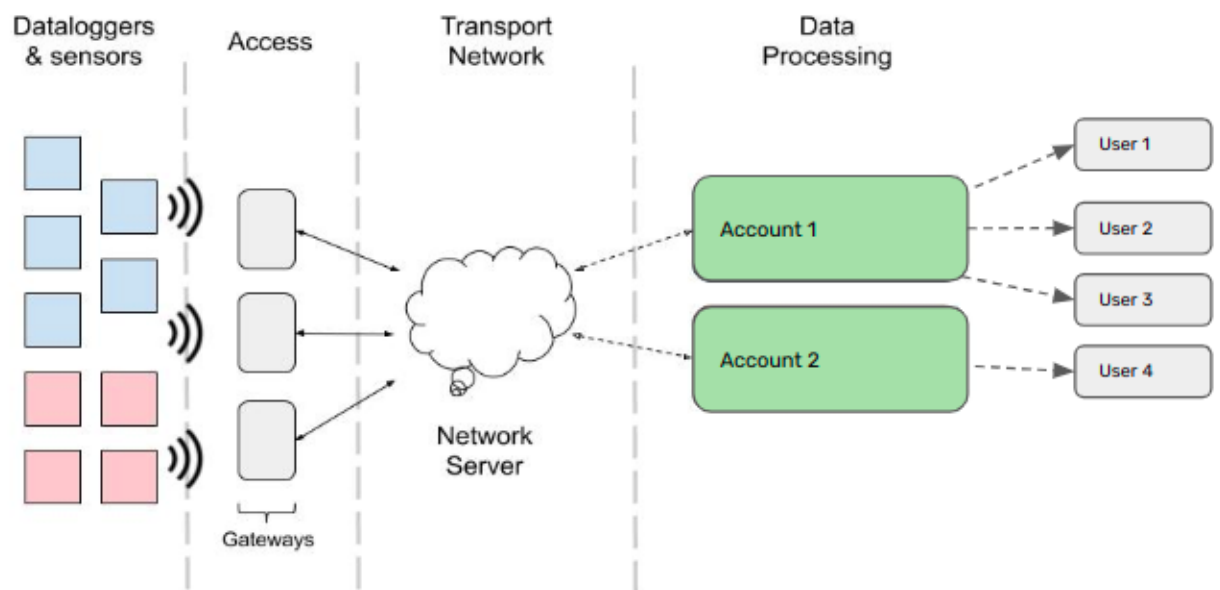 Dataloggers
& sensors
Access
Transport
Network
Data
Processing
User 1
User 2
User 3
User 4
Account 1
Account 2
Network
Server
Gateways